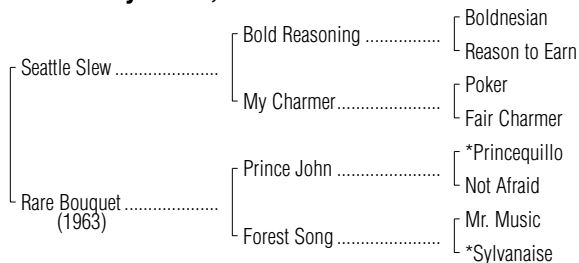 Boldnesian
Bold Reasoning ..................
Reason to Earn
Seattle Slew .......................
Poker
My Charmer.......................
Fair Charmer
*Princequillo
Prince John .......................
Not Afraid
Rare Bouquet.....................
(1963)
Mr. Music
Forest Song .......................
*Sylvanaise